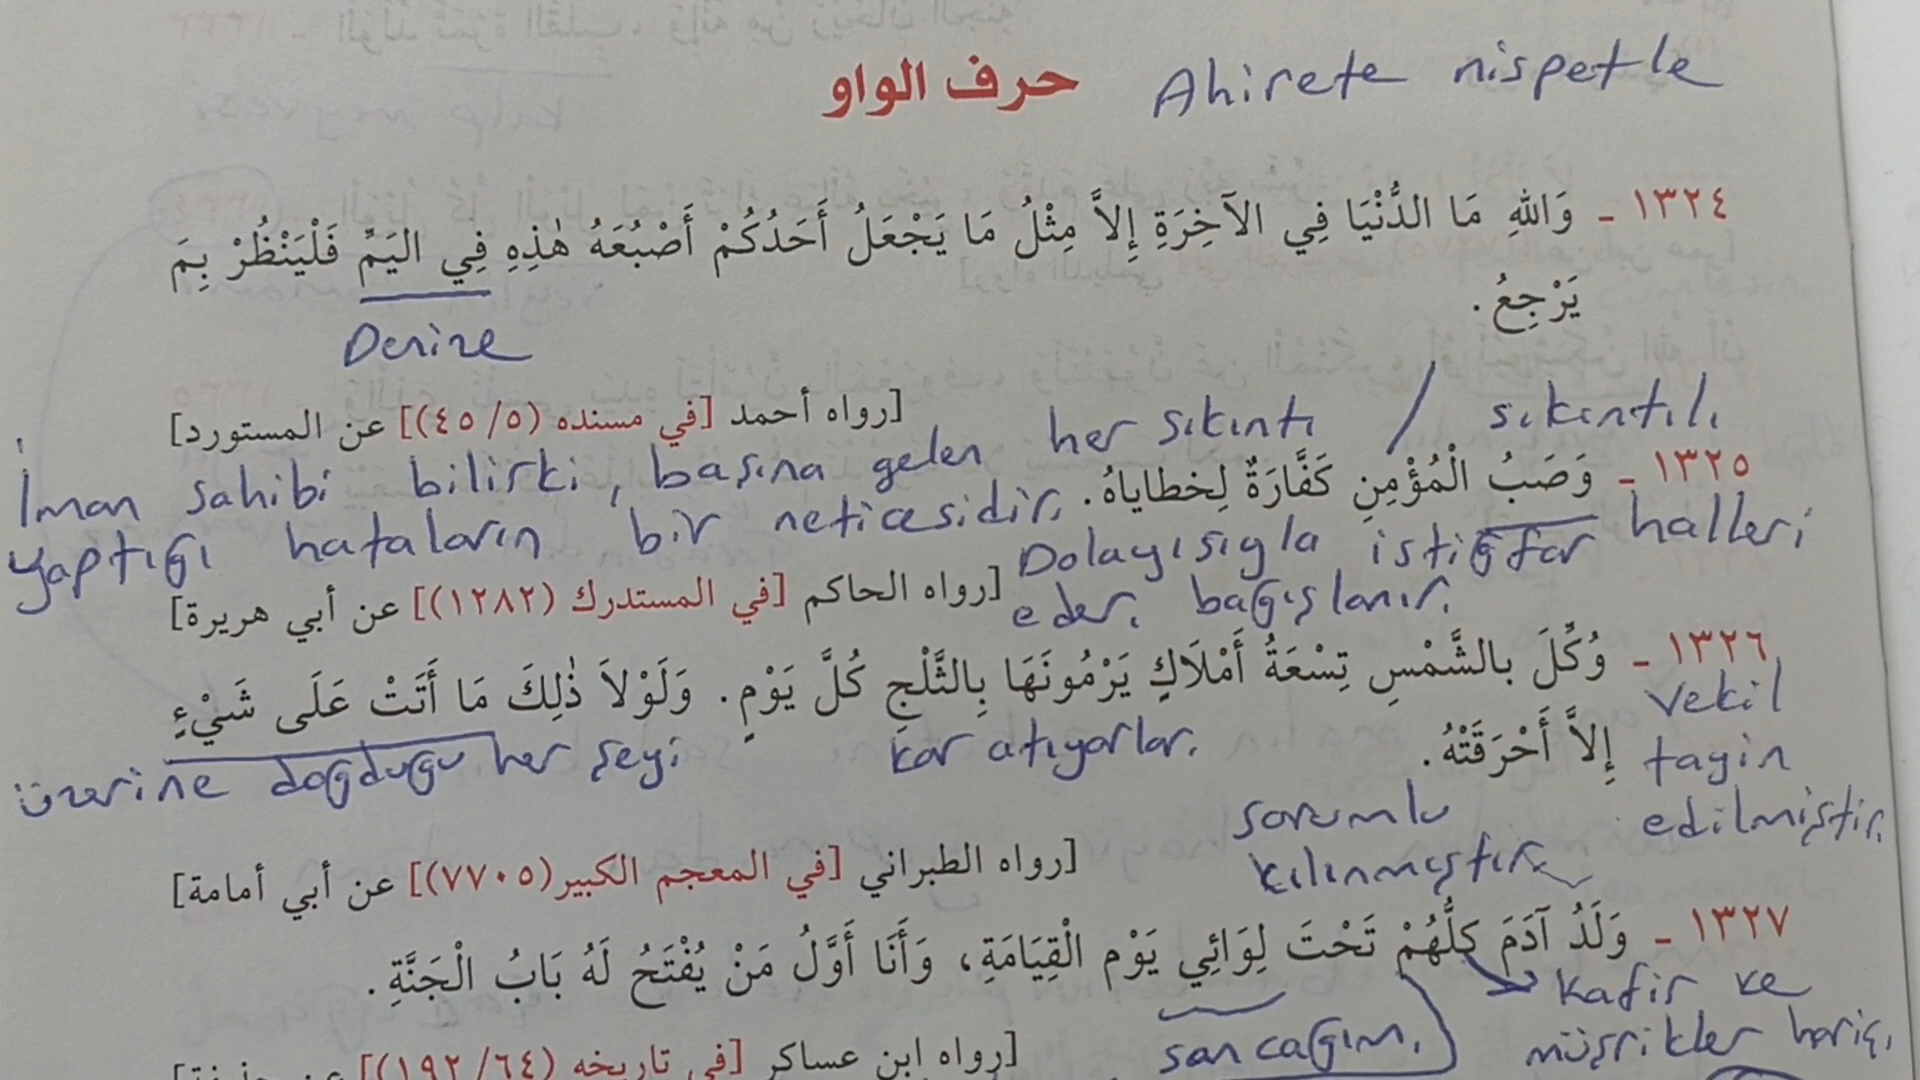 حرف الواو Ahirete nispetle
١٣٢٤ ـ وَاللهِ مَا الدُّنْيَا فِي الآخِرَةِ إِلاَّ مِثْلُ مَا يَجْعَلُ أَحَدُكُمْ أَصْبُعَهُ هٰذِهِ فِي اليَمِّ فَلْيَنْظُرْ بِمَ
يَرْجِعُ .
Denize
[رواه أحمد [في مسنده (٥/ ٤٥)] عن المستورد]
her sıkıntı / sıkıntılı
İman sahibi bilirki, başına gelen
١٣٢٥ ـ وَصَبُ الْمُؤْمِنِ كَفَّارَةٌ لِخطاياهُ .
yaptığı hataların bir neticesidir.
halleri
Dolayısıyla istiğfar
eder, bağışlanır.
[رواه الحاكم [في المستدرك (١٢٨٢)] عن أبي هريرة]
١٣٢٦ ـ وُكِّلَ بالشَّمْسِ تِسْعَةُ أَمْلَاكٍ يَرْمُونَهَا بِالثَّلْجِ كُلَّ يَوْمٍ . وَلَوْلاَ ذٰلِكَ مَا أَتَتْ عَلَى شَيْءٍ
إِلاَّ أَحْرَقَتْهُ .
vekil
tayin
edilmiştir.
üzerine doğduğu her şeyi
kar atıyorlar.
sorumlu
kılınmıştır
[رواه الطبراني [في المعجم الكبير(٧٧٠٥)] عن أبي أمامة]
١٣٢٧ ـ وَلَدُ آدَمَ كلُّهُمْ تَحْتَ لِوَائِي يَوْم الْقِيَامَةِ، وَأَنَا أَوَّلُ مَنْ يُفْتَحُ لَهُ بَابُ الْجَنَّةِ .
kafir ve
müşrikler hariç.
sancağım.
[رواه ابن عساكر [في تاريخه (٦٤/ ١٩٢)] عن